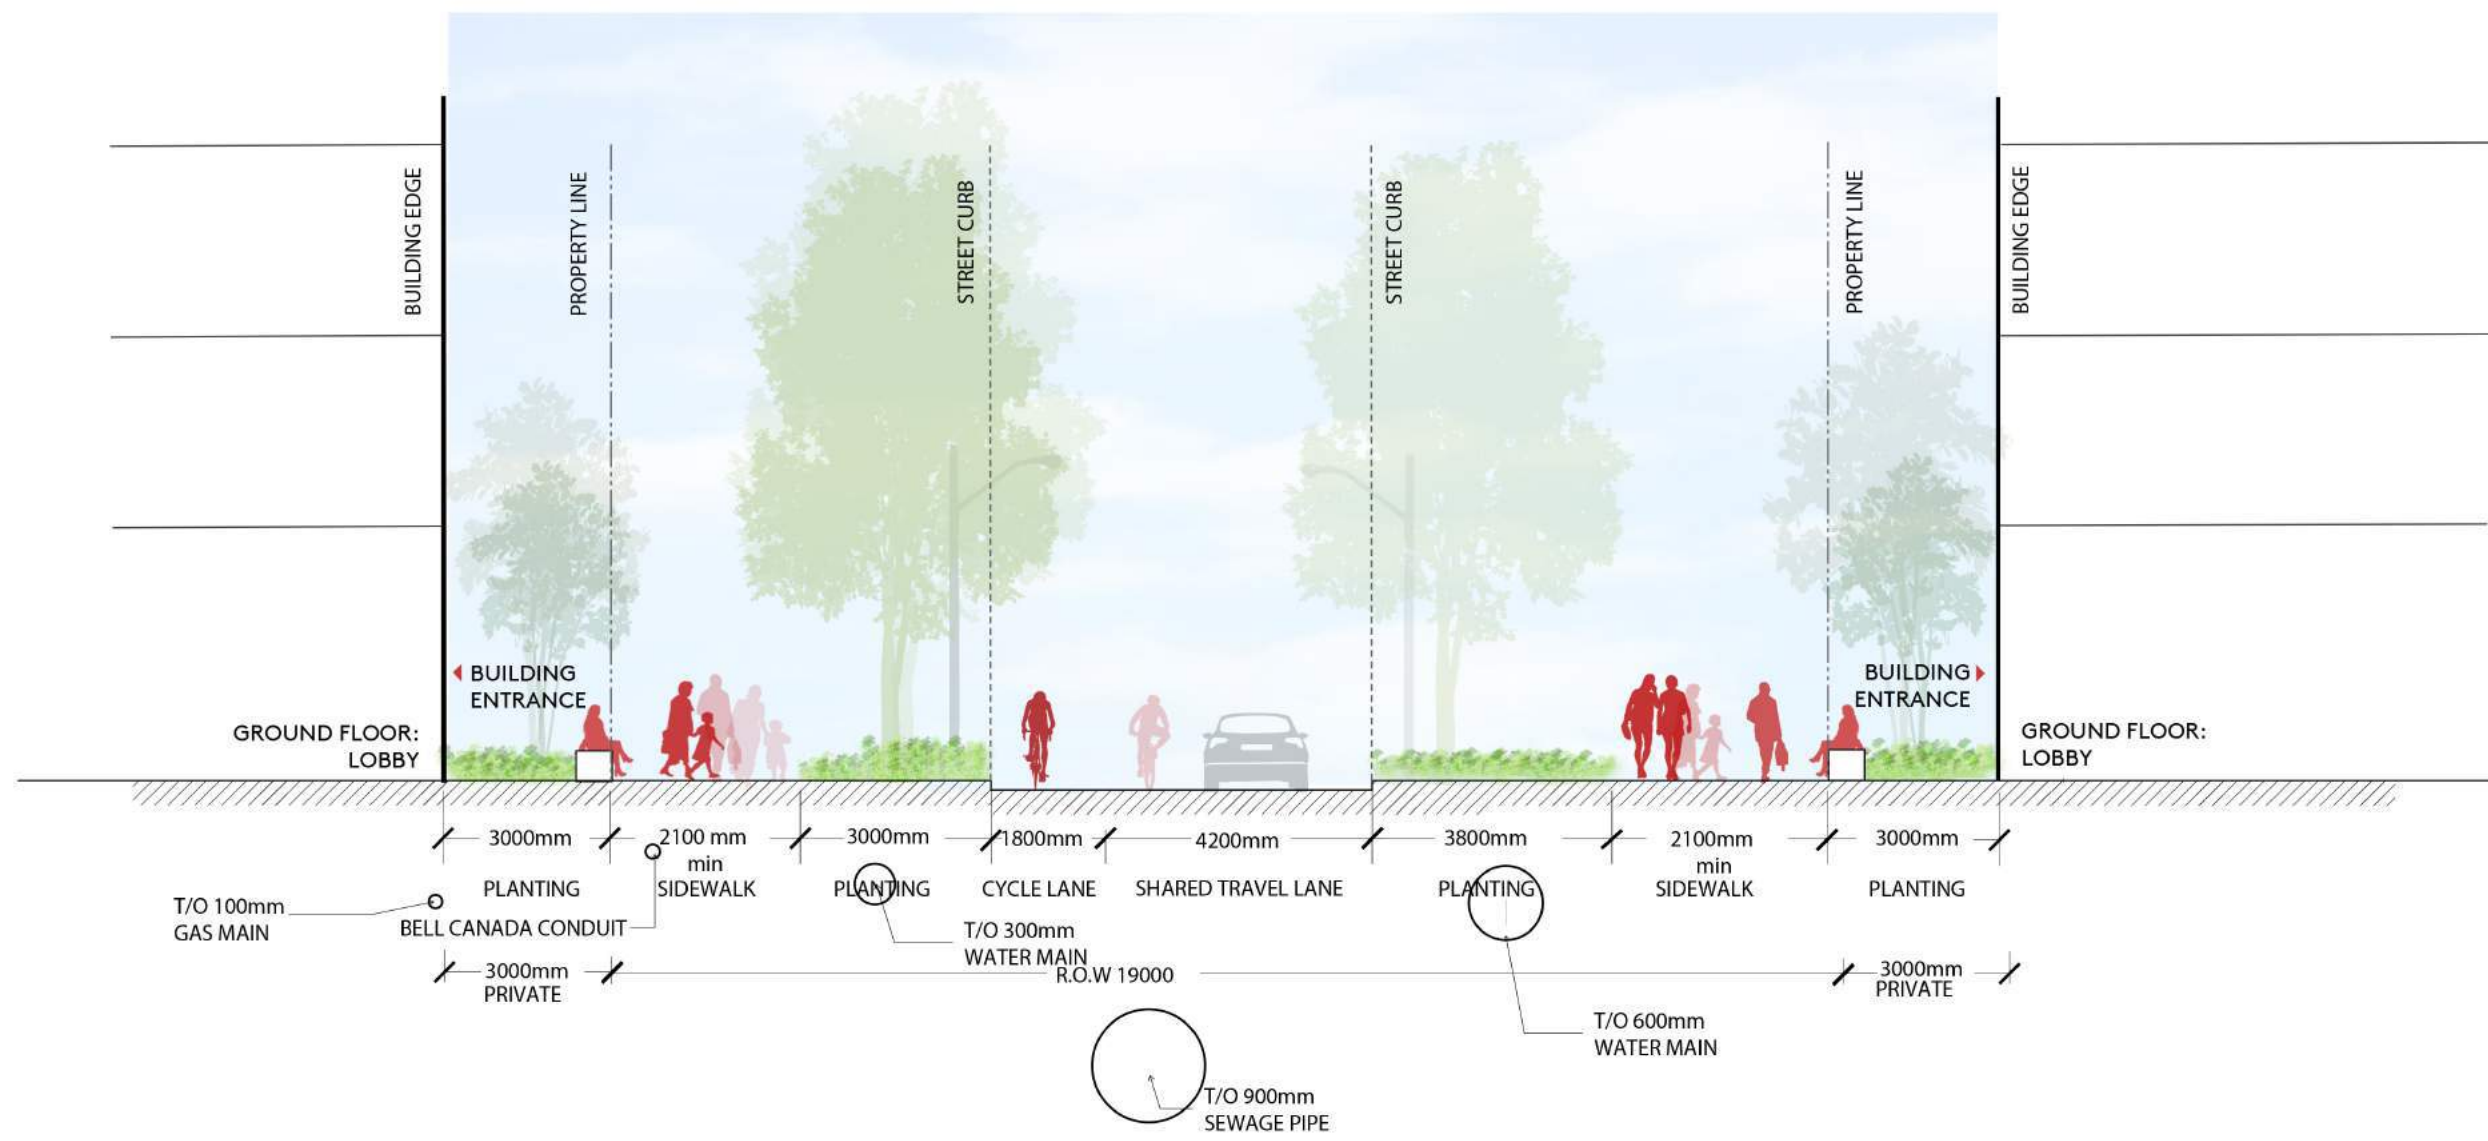 BUILDING EDGE
PROPERTY LINE
STREET CURB
STREET CURB
PROPERTY LINE
BUILDING EDGE
BUILDING
ENTRANCE
BUILDING
ENTRANCE
GROUND FLOOR:
LOBBY
GROUND FLOOR:
LOBBY
3000mm
2100 mm
min
3000mm
1800mm
4200mm
3800mm
2100mm
min
3000mm
PLANTING
SIDEWALK
PLANTING
CYCLE LANE
SHARED TRAVEL LANE
PLANTING
SIDEWALK
PLANTING
T/O 100mm
GAS MAIN
BELL CANADA CONDUIT
T/O 300mm
WATER MAIN
3000mm
PRIVATE
R.O.W 19000
3000mm
PRIVATE
T/O 600mm
WATER MAIN
T/O 900mm
SEWAGE PIPE